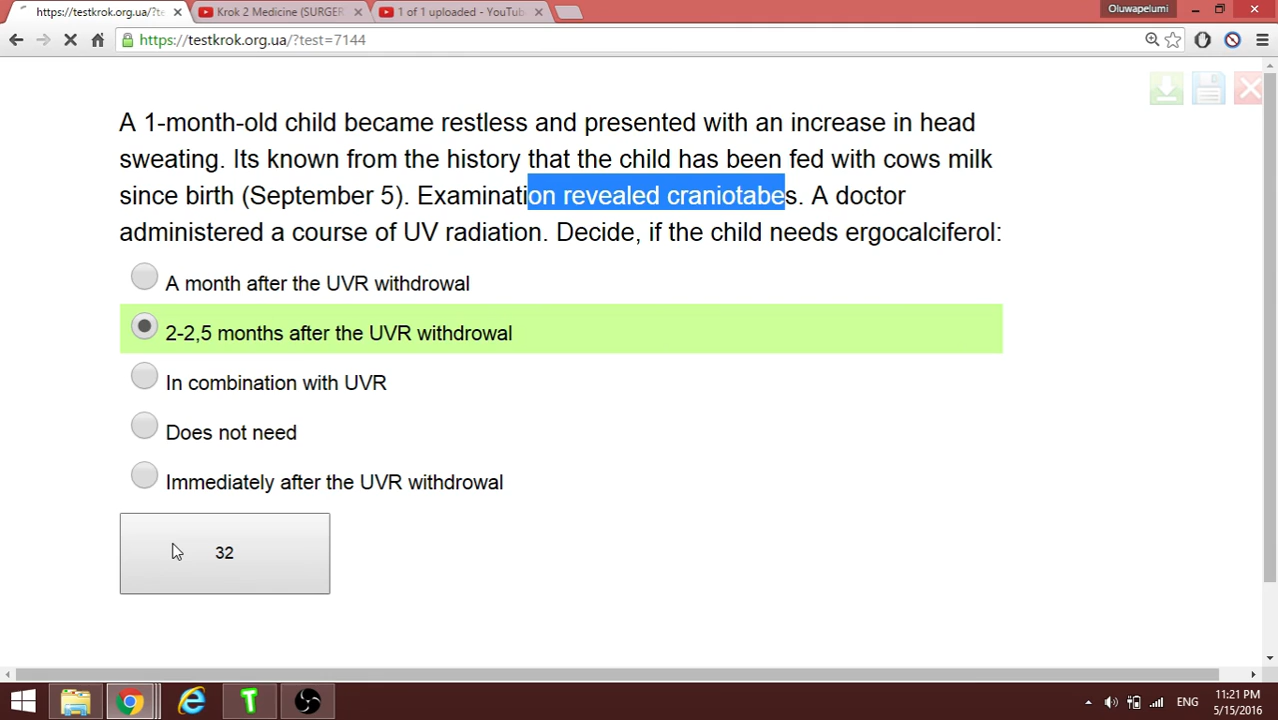 https://testkrok.org.ua/?te
Krok 2 Medicine (SURGER
1 of 1 uploaded - YouTub
Oluwapelumi
https://testkrok.org.ua/?test=7144
A 1-month-old child became restless and presented with an increase in head
sweating. Its known from the history that the child has been fed with cows milk
since birth (September 5). Examination revealed craniotabes. A doctor
administered a course of UV radiation. Decide, if the child needs ergocalciferol:
A month after the UVR withdrowal
2-2,5 months after the UVR withdrowal
In combination with UVR
Does not need
Immediately after the UVR withdrowal
32
ENG
11:21 PM
5/15/2016